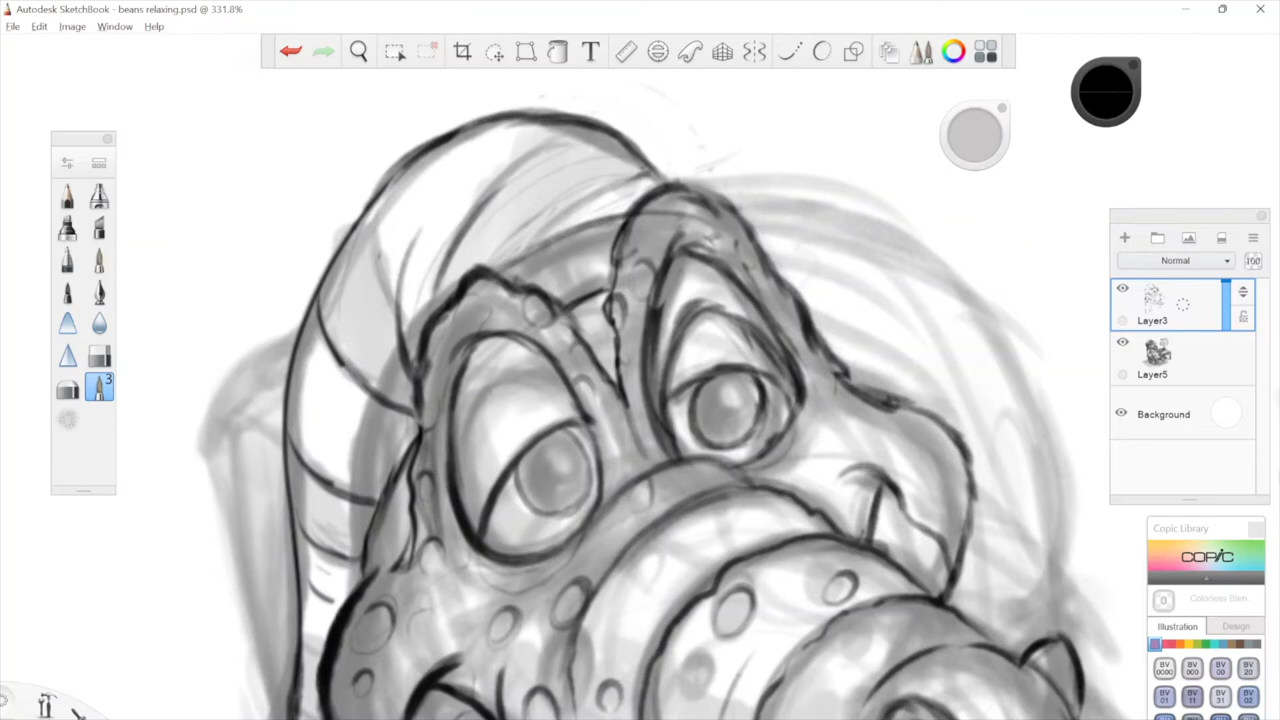 Autodesk SketchBook - beans relaxing.psd @ 331.8%
File Edit Image Window Help
T
3
Normal
100
Layer3
Layer5
Background
Copic Library
COPIC
0
Colorless Blen..
Illustration Design
BV 0000 BV 000 BV 00 BV 20
BV 01 BV 11 BV 31 BV 02